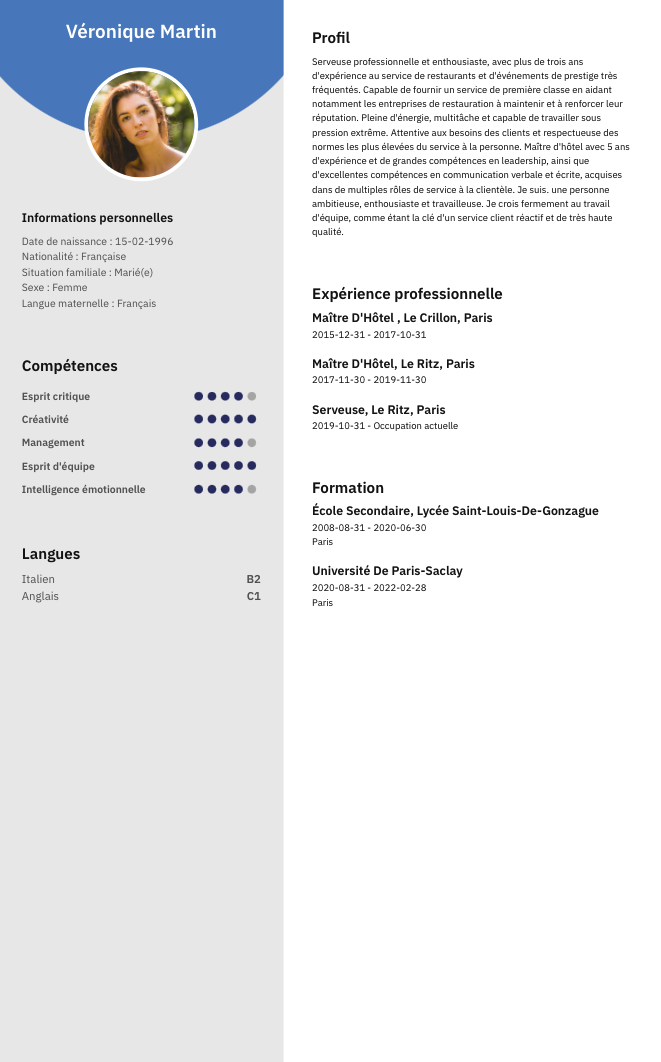 Véronique Martin
Informations personnelles
Date de naissance : 15-02-1996
Nationalité : Française
Situation familiale : Marié(e)
Sexe : Femme
Langue maternelle : Français
Compétences
Esprit critique
Créativité
Management
Esprit d'équipe
Intelligence émotionnelle
Langues
Italien B2
Anglais C1
Profil
Serveuse professionnelle et enthousiaste, avec plus de trois ans
d'expérience au service de restaurants et d'événements de prestige très
fréquentés. Capable de fournir un service de première classe en aidant
notamment les entreprises de restauration à maintenir et à renforcer leur
réputation. Pleine d'énergie, multitâche et capable de travailler sous
pression extrême. Attentive aux besoins des clients et respectueuse des
normes les plus élevées du service à la personne. Maître d'hôtel avec 5 ans
d'expérience et de grandes compétences en leadership, ainsi que
d'excellentes compétences en communication verbale et écrite, acquises
dans de multiples rôles de service à la clientèle. Je suis. une personne
ambitieuse, enthousiaste et travailleuse. Je crois fermement au travail
d'équipe, comme étant la clé d'un service client réactif et de très haute
qualité.
Expérience professionnelle
Maître D'Hôtel , Le Crillon, Paris
2015-12-31 - 2017-10-31
Maître D'Hôtel, Le Ritz, Paris
2017-11-30 - 2019-11-30
Serveuse, Le Ritz, Paris
2019-10-31 - Occupation actuelle
Formation
École Secondaire, Lycée Saint-Louis-De-Gonzague
2008-08-31 - 2020-06-30
Paris
Université De Paris-Saclay
2020-08-31 - 2022-02-28
Paris